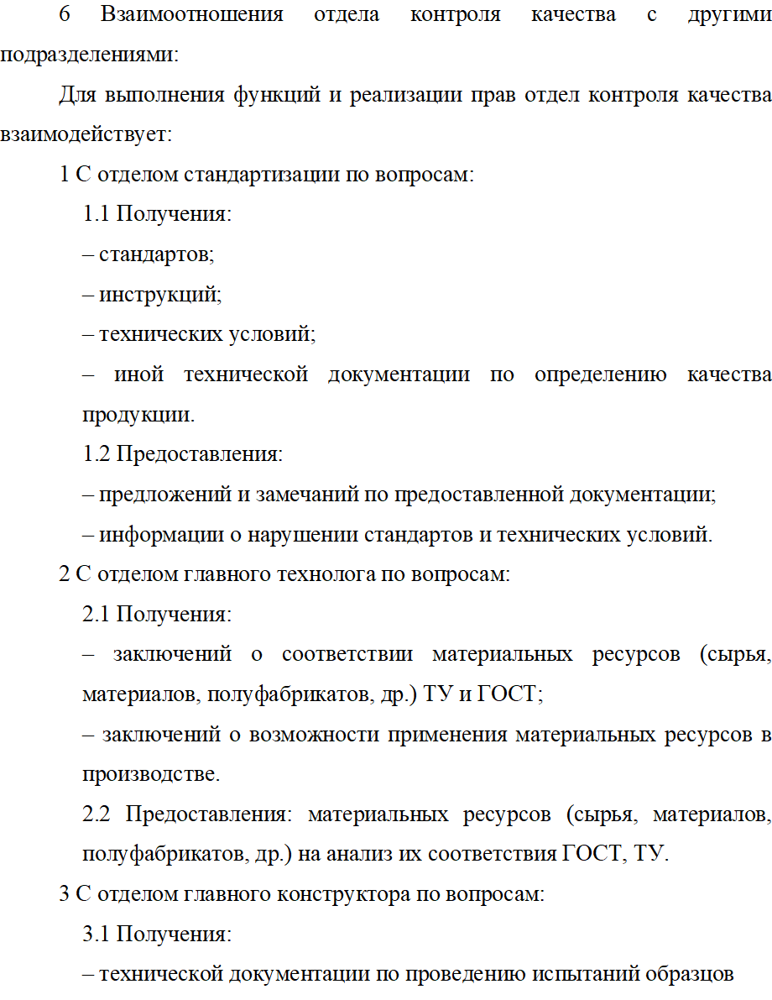 6 Взаимоотношения отдела контроля качества с другими
подразделениями:
Для выполнения функций и реализации прав отдел контроля качества
взаимодействует:
1 С отделом стандартизации по вопросам:
1.1 Получения:
– стандартов;
– инструкций;
– технических условий;
– иной технической документации по определению качества
продукции.
1.2 Предоставления:
– предложений и замечаний по предоставленной документации;
– информации о нарушении стандартов и технических условий.
2 С отделом главного технолога по вопросам:
2.1 Получения:
– заключений о соответствии материальных ресурсов (сырья,
материалов, полуфабрикатов, др.) ТУ и ГОСТ;
– заключений о возможности применения материальных ресурсов в
производстве.
2.2 Предоставления: материальных ресурсов (сырья, материалов,
полуфабрикатов, др.) на анализ их соответствия ГОСТ, ТУ.
3 С отделом главного конструктора по вопросам:
3.1 Получения:
– технической документации по проведению испытаний образцов